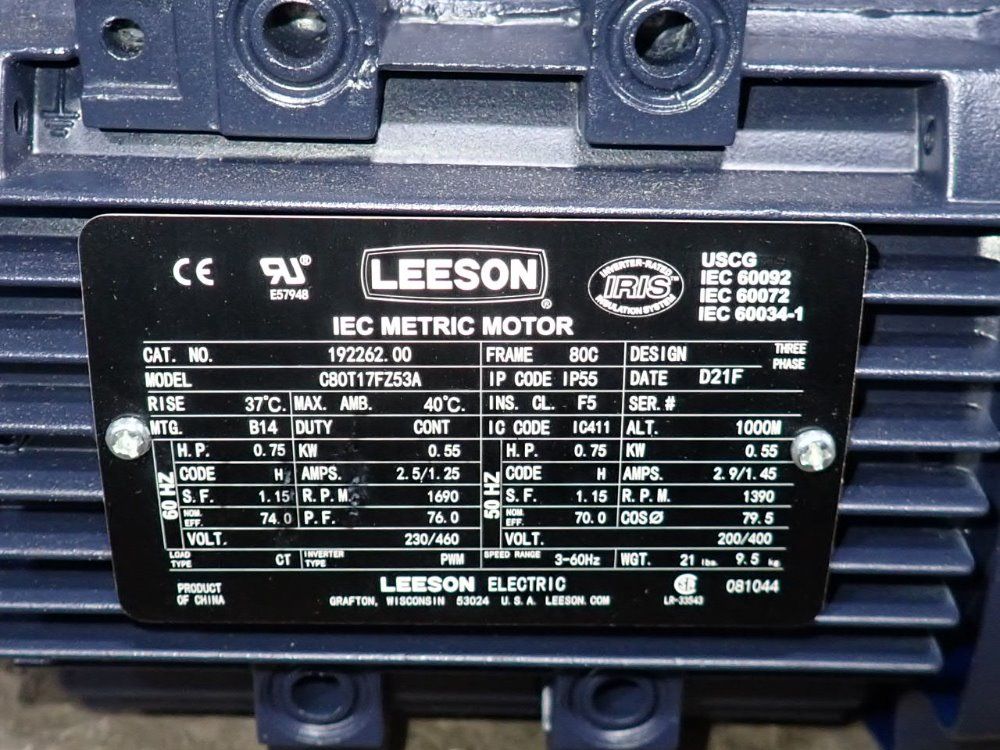 CE
E57948
LEESON
®
INVERTER-RATED
IRIS
INSULATION SYSTEM
USCG
IEC 60092
IEC 60072
IEC 60034-1
IEC METRIC MOTOR
CAT. NO. 192262.00 FRAME 80C DESIGN THREE PHASE
MODEL C80T17FZ53A IP CODE IP55 DATE D21F
RISE 37°C. MAX. AMB. 40°C. INS. CL. F5 SER.#
MTG. B14 DUTY CONT IC CODE IC411 ALT. 1000M
60 HZ
H.P. 0.75 KW 0.55
CODE H AMPS. 2.5/1.25
S.F. 1.15 R.P.M 1690
NOM. EFF. 74.0 P.F. 76.0
VOLT. 230/460
50 HZ
H.P. 0.75 KW 0.55
CODE H AMPS. 2.9/1.45
S.F. 1.15 R.P.M. 1390
NOM. EFF. 70.0 COSØ 79.5
VOLT. 200/400
LOAD TYPE CT INVERTER TYPE PWM SPEED RANGE 3-60Hz WGT. 21 lbs. 9.5 kg
PRODUCT
OF CHINA
LEESON ELECTRIC
GRAFTON, WISCONSIN 53024 U.S.A. LEESON.COM
LR-33543
081044